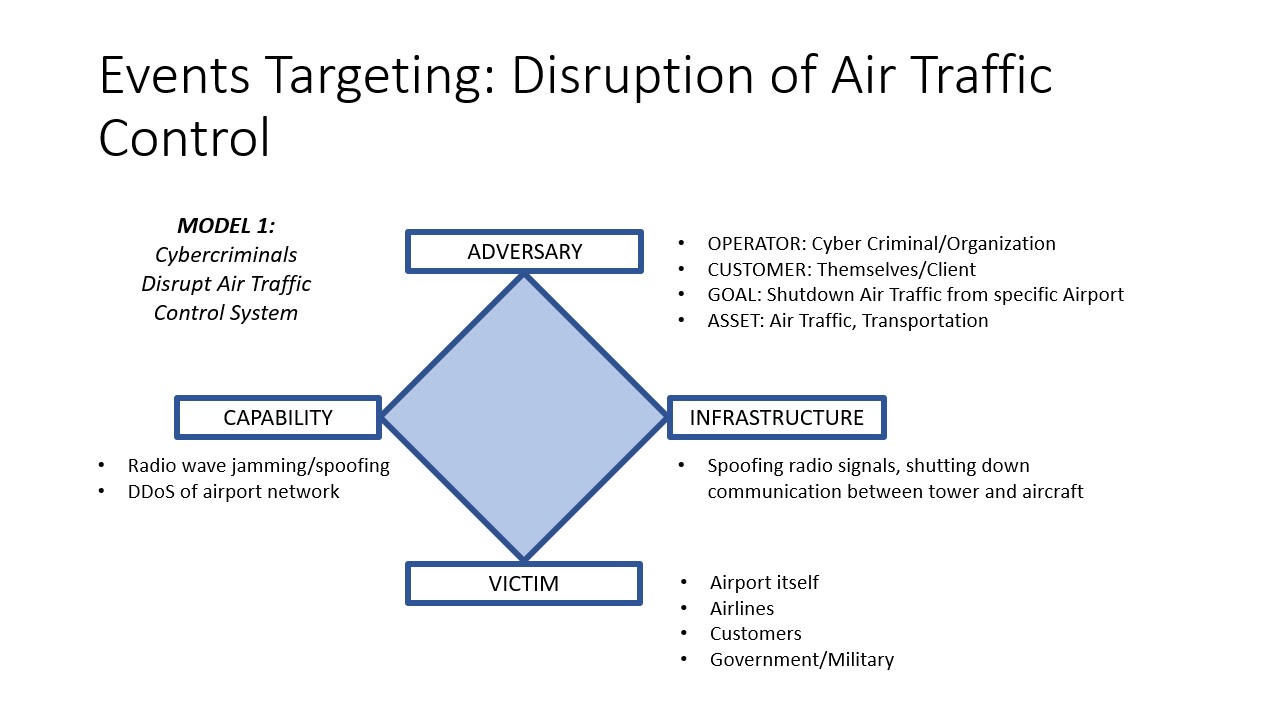 Events Targeting: Disruption of Air Traffic
Control
MODEL 1:
Cybercriminals
Disrupt Air Traffic
Control System
ADVERSARY
• OPERATOR: Cyber Criminal/Organization
• CUSTOMER: Themselves/Client
• GOAL: Shutdown Air Traffic from specific Airport
• ASSET: Air Traffic, Transportation
CAPABILITY
• Radio wave jamming/spoofing
• DDoS of airport network
INFRASTRUCTURE
• Spoofing radio signals, shutting down
communication between tower and aircraft
VICTIM
• Airport itself
• Airlines
• Customers
• Government/Military